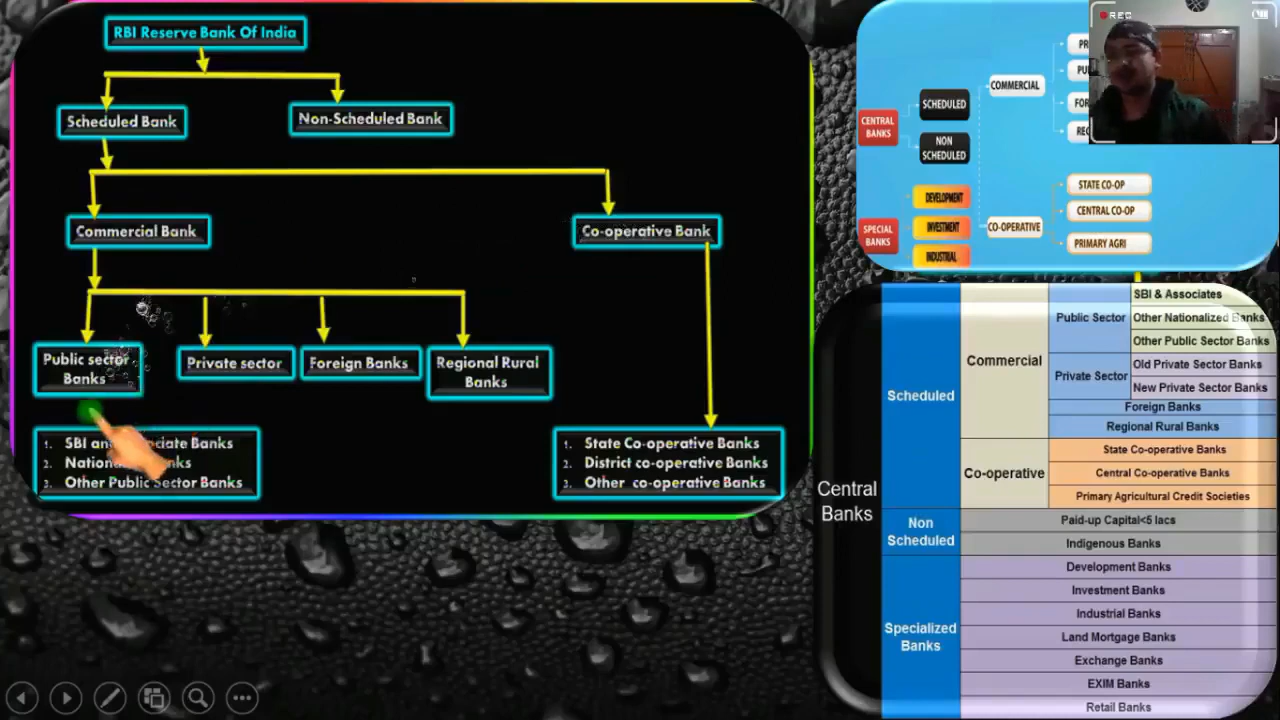 RBI Reserve Bank Of India
Scheduled Bank
Non-Scheduled Bank
Commercial Bank
Co-operative Bank
Public sector
Banks
Private sector
Foreign Banks
Regional Rural
Banks
1. SBI and Banks
2. Banks
3. Other Public Sector Banks
1. State Co-operative Banks
2. District co-operative Banks
3. Other co-operative Banks
REC
CENTRAL
BANKS
SCHEDULED
NON
SCHEDULED
COMMERCIAL
SPECIAL
BANKS
DEVELOPMENT
INVESTMENT
INDUSTRIAL
CO-OPERATIVE
STATE CO-OP
CENTRAL CO-OP
PRIMARY AGRI
Central
Banks
Scheduled
Commercial
Public Sector
SBI & Associates
Other Nationalized Banks
Other Public Sector Banks
Private Sector
Old Private Sector Banks
New Private Sector Banks
Foreign Banks
Regional Rural Banks
Co-operative
State Co-operative Banks
Central Co-operative Banks
Primary Agricultural Credit Societies
Non
Scheduled
Paid-up Capital<5 lacs
Indigenous Banks
Specialized
Banks
Development Banks
Investment Banks
Industrial Banks
Land Mortgage Banks
Exchange Banks
EXIM Banks
Retail Banks